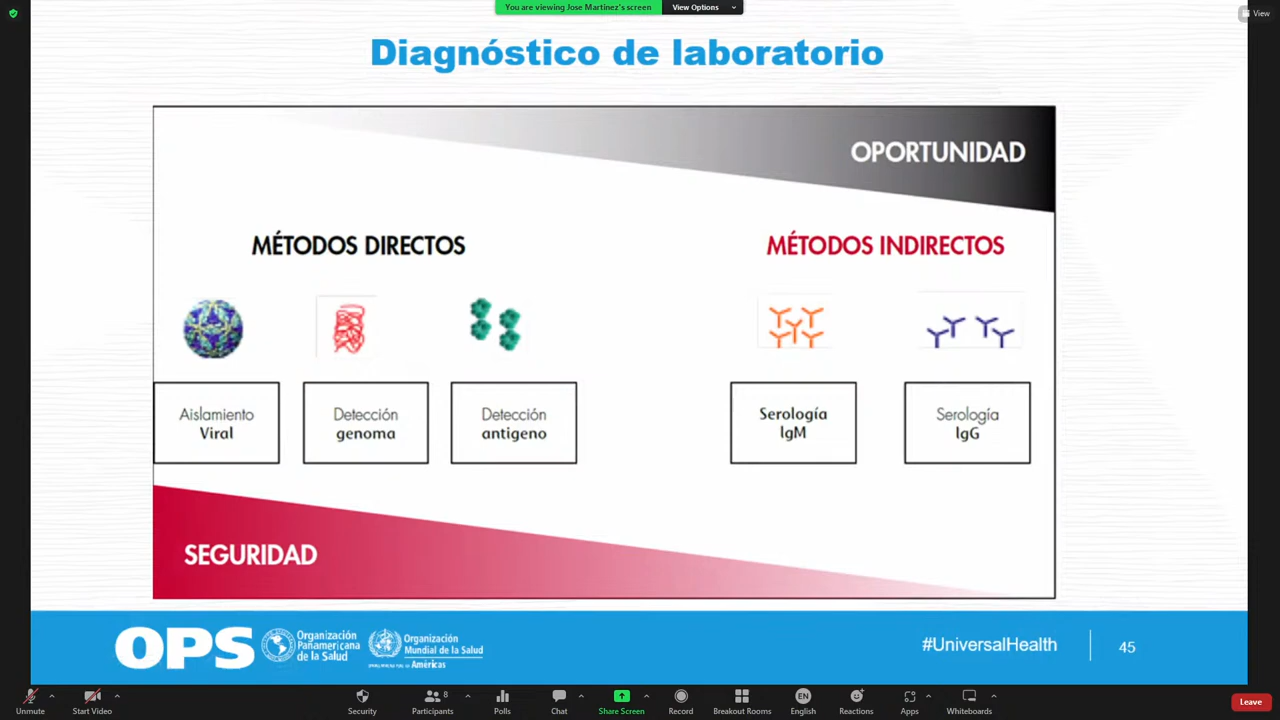 You are viewing Jose Martinez's screen
View Options
View
Diagnóstico de laboratorio
OPORTUNIDAD
MÉTODOS DIRECTOS
MÉTODOS INDIRECTOS
Aislamiento
Viral
Detección
genoma
Detección
antigeno
Serología
IgM
Serología
IgG
SEGURIDAD
OPS
Organización
Panamericana
de la Salud
Organización
Mundial de la Salud
Américas
#UniversalHealth
45
Unmute
Start Video
Security
Participants
8
Polls
Chat
Share Screen
Record
Breakout Rooms
EN
English
Reactions
Apps
Whiteboards
Leave